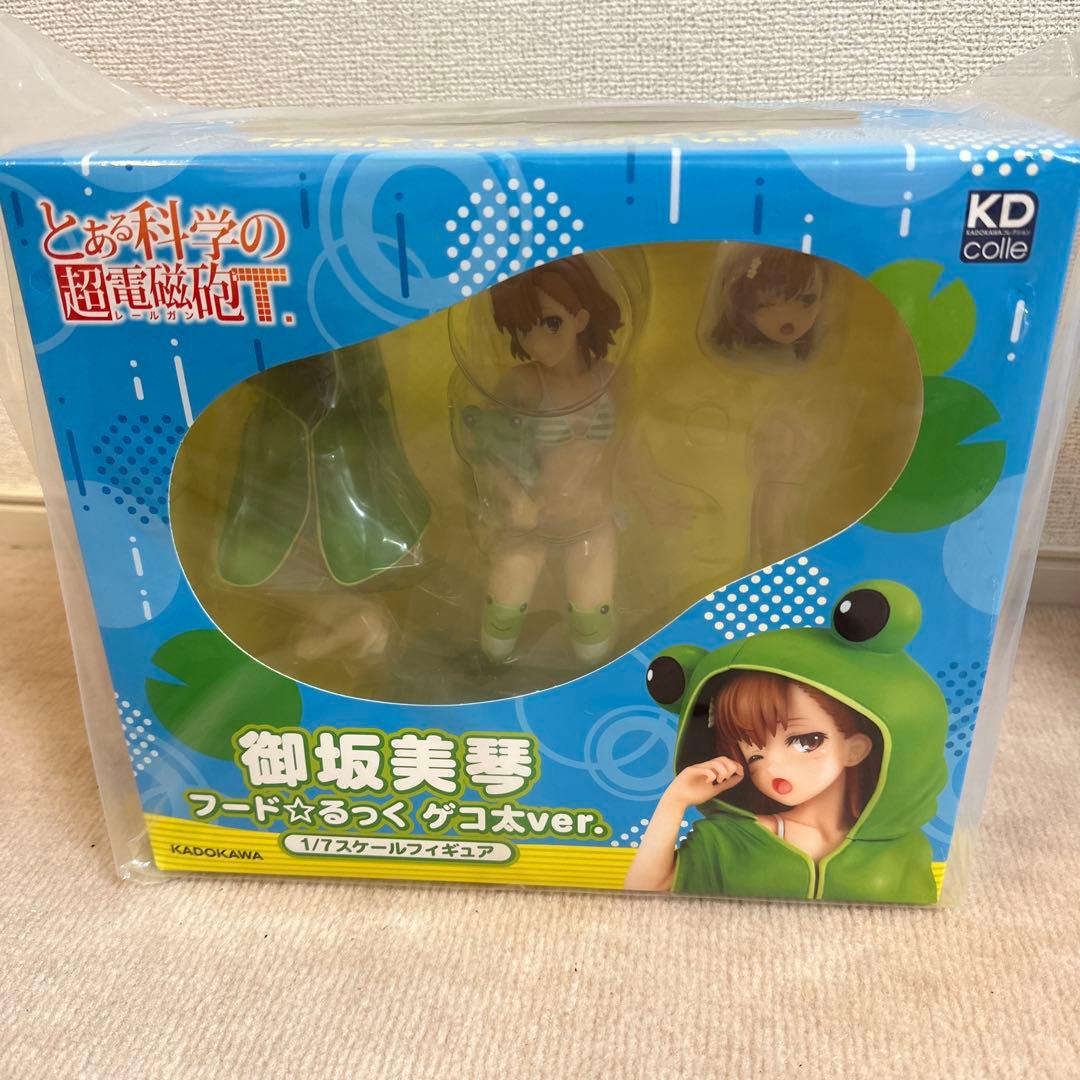 とある科学の
超電磁砲T.
レールガン
KD
KADOKAWAコレクション
colle
御坂美琴
フード☆るっく ゲコ太ver.
1/7スケールフィギュア
KADOKAWA